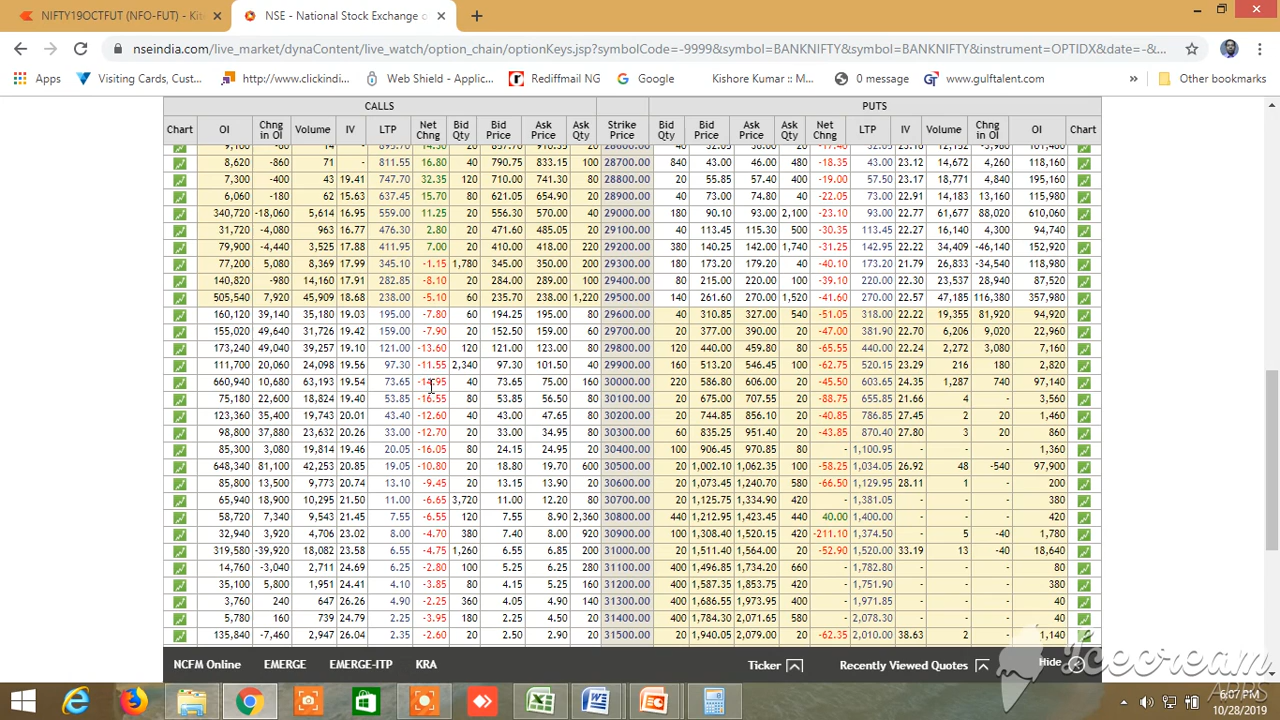 NIFTY19OCTFUT (NFO-FUT) - Ki
NSE - National Stock Exchange o
nseindia.com/live_market/dynaContent/live_watch/option_chain/optionKeys.jsp?symbolCode=-9999&symbol=BANKNIFTY&symbol=BANKNIFTY&instrument=OPTIDX&date=-&...
Apps Visiting Cards, Cust... http://www.clickindi... Web Shield - Applic... Rediffmail NG Google Kishore Kumar :: M... 0 message www.gulftalent.com » Other bookmarks
CALLS PUTS
Chart OI Chng in OI Volume IV LTP Net Chng Bid Qty Bid Price Ask Price Ask Qty Strike Price Bid Qty Bid Price Ask Price Ask Qty Net Chng LTP IV Volume Chng in OI OI Chart
8,620 -860 71 - 811.55 16.80 40 790.75 833.15 100 28700.00 840 43.00 46.00 480 -18.35 43.00 23.12 14,672 4,260 118,160
7,300 -400 43 19.41 747.70 32.35 120 710.00 741.30 80 28800.00 20 55.85 57.40 400 -19.00 57.50 23.17 18,771 4,840 195,160
6,060 -180 62 15.63 637.45 15.70 80 621.05 654.90 20 28900.00 40 73.00 74.80 40 -22.05 73.00 22.91 14,183 13,160 115,980
340,720 -18,060 5,614 16.95 559.00 11.25 20 556.30 570.00 40 29000.00 180 90.10 93.00 2,100 -23.10 93.00 22.77 61,677 88,020 610,060
31,720 -4,080 963 16.77 476.30 2.80 20 471.60 485.05 20 29100.00 40 113.45 115.30 500 -30.35 113.45 22.27 16,140 4,300 94,740
79,900 -4,440 3,525 17.88 411.95 7.00 20 410.00 418.00 220 29200.00 380 140.25 142.00 1,740 -31.25 142.95 22.22 34,409 -46,140 152,920
77,200 5,080 8,369 17.99 345.10 -1.15 1,780 345.00 350.00 200 29300.00 180 173.20 179.20 40 -40.10 173.20 21.79 26,833 -34,540 118,980
140,820 -980 14,160 17.91 282.85 -8.10 20 284.00 289.00 20 29400.00 80 215.00 220.00 100 -39.10 220.00 22.30 23,537 28,940 87,520
505,540 7,920 45,909 18.68 238.00 -5.10 60 235.70 238.00 1,220 29500.00 140 261.60 270.00 1,520 -41.60 270.00 22.57 47,185 116,380 357,980
160,120 39,140 35,180 19.03 195.00 -7.80 60 194.25 195.00 80 29600.00 40 310.85 327.00 540 -51.05 318.00 22.22 19,355 81,920 94,920
155,020 49,640 31,726 19.42 159.00 -7.90 20 152.50 159.00 60 29700.00 20 377.00 390.00 20 -47.00 381.90 22.70 6,206 9,020 22,960
173,240 49,040 39,257 19.10 121.00 -13.60 120 121.00 123.00 80 29800.00 120 440.00 459.80 80 -65.55 440.00 22.24 2,272 3,080 7,160
111,700 20,060 24,098 19.56 97.30 -11.55 2,340 97.30 101.50 40 29900.00 160 513.20 546.45 100 -62.75 520.15 23.29 216 180 2,820
660,940 10,680 63,193 19.54 73.65 -14.95 40 73.65 75.00 160 30000.00 220 586.80 606.00 20 -45.50 603.65 24.35 1,287 740 97,140
75,180 22,600 18,824 19.40 53.85 -16.55 80 53.85 56.50 80 30100.00 20 675.00 707.55 20 -88.75 655.85 21.66 4 - 3,560
123,360 35,400 19,743 20.01 43.40 -12.60 40 43.00 47.65 80 30200.00 20 744.85 856.10 20 -40.85 786.85 27.45 2 20 1,460
98,800 37,880 23,632 20.61 33.00 -12.70 20 33.00 34.95 80 30300.00 60 835.25 951.40 20 -43.85 870.40 27.80 3 20 860
85,300 3,080 19,814 19.46 20.05 -16.05 80 24.15 24.95 20 30400.00 100 906.45 970.85 80 - 1,100.95 - - - 1,360
648,340 81,100 42,253 20.85 19.05 -10.80 20 18.80 19.70 600 30500.00 20 1,002.10 1,062.35 100 -58.25 1,034.05 26.92 48 -540 97,900
85,800 13,500 9,773 20.74 13.10 -9.45 20 13.15 13.90 20 30600.00 20 1,073.45 1,240.70 580 -66.50 1,129.95 28.11 1 - 200
65,940 18,900 10,295 21.50 11.00 -6.65 3,720 11.00 12.20 80 30700.00 20 1,125.75 1,334.90 420 - 1,381.05 - - - 380
58,720 7,340 9,543 21.45 7.55 -6.55 120 7.55 8.90 2,360 30800.00 440 1,212.95 1,423.45 440 40.00 1,400.00 - - - 420
32,940 3,920 4,706 23.02 8.00 -4.70 380 7.40 8.00 920 30900.00 100 1,308.40 1,520.15 420 -211.10 1,374.50 - 5 -40 1,780
319,580 -39,920 18,082 23.58 6.55 -4.75 1,260 6.55 6.85 200 31000.00 20 1,511.40 1,564.00 20 -52.90 1,520.00 33.19 13 -40 18,640
14,760 -3,040 2,711 24.69 6.25 -2.80 100 5.25 6.25 280 31100.00 400 1,496.85 1,734.20 660 - 1,782.80 - - - 80
35,100 5,800 1,951 24.41 4.10 -3.85 80 4.15 5.25 160 31200.00 400 1,587.35 1,853.75 420 - 1,751.90 - - - 380
3,760 240 647 26.26 4.90 -2.25 360 4.05 4.90 140 31300.00 400 1,686.55 1,973.95 400 - 1,971.85 - - - 40
5,780 160 739 24.79 2.25 -3.95 180 2.25 4.50 20 31400.00 400 1,784.30 2,071.65 580 - 2,078.30 - - - 40
135,840 -7,460 2,947 26.04 2.35 -2.60 20 2.50 2.90 20 31500.00 20 1,940.05 2,079.00 20 -62.35 2,010.00 38.63 2 - 1,140
NCFM Online EMERGE EMERGE-ITP KRA Ticker Recently Viewed Quotes Hide
Icecream
APPS
6:07 PM
10/28/2019